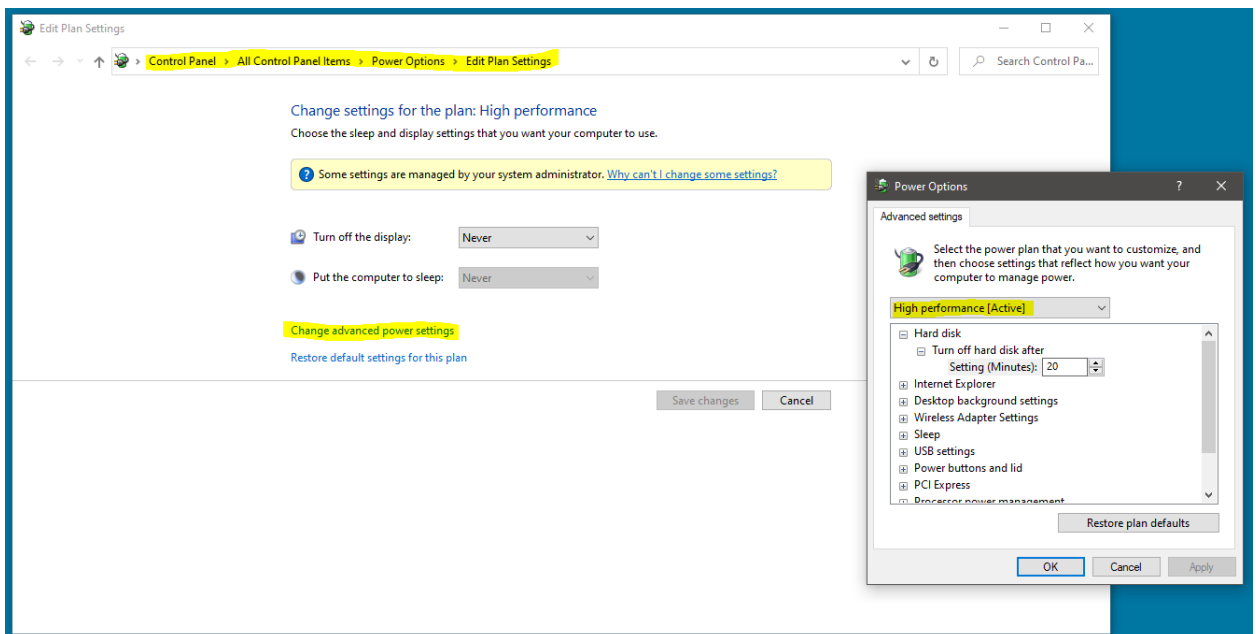 Edit Plan Settings
Control Panel > All Control Panel Items > Power Options > Edit Plan Settings
Search Control Pa...
Change settings for the plan: High performance
Choose the sleep and display settings that you want your computer to use.
Some settings are managed by your system administrator. Why can't I change some settings?
Turn off the display: Never
Put the computer to sleep: Never
Change advanced power settings
Restore default settings for this plan
Save changes Cancel
Power Options
Advanced settings
Select the power plan that you want to customize, and
then choose settings that reflect how you want your
computer to manage power.
High performance [Active]
Hard disk
Turn off hard disk after
Setting (Minutes): 20
Internet Explorer
Desktop background settings
Wireless Adapter Settings
Sleep
USB settings
Power buttons and lid
PCI Express
Processor power management
Restore plan defaults
OK Cancel Apply